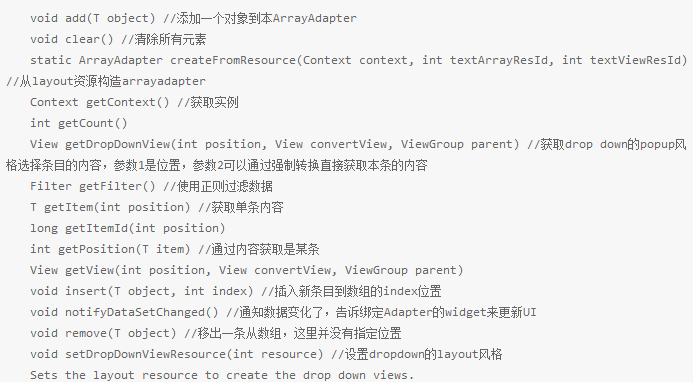 void add(T object) //添加一个对象到本ArrayAdapter
void clear() //清除所有元素
static ArrayAdapter createFromResource(Context context, int textArrayResId, int textViewResId)
//从layout资源构造arrayadapter
Context getContext() //获取实例
int getCount()
View getDropDownView(int position, View convertView, ViewGroup parent) //获取drop down的popup风
格选择条目的内容，参数1是位置，参数2可以通过强制转换直接获取本条的内容
Filter getFilter() //使用正则过滤数据
T getItem(int position) //获取单条内容
long getItemId(int position)
int getPosition(T item) //通过内容获取是某条
View getView(int position, View convertView, ViewGroup parent)
void insert(T object, int index) //插入新条目到数组的index位置
void notifyDataSetChanged() //通知数据变化了，告诉绑定Adapter的widget来更新UI
void remove(T object) //移出一条从数组，这里并没有指定位置
void setDropDownViewResource(int resource) //设置dropdown的layout风格
Sets the layout resource to create the drop down views.